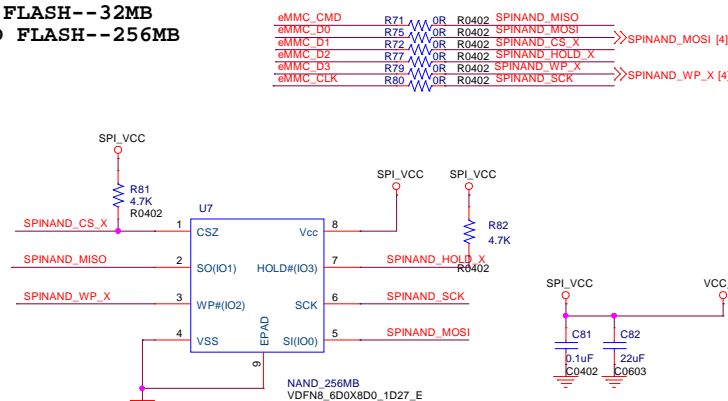 FLASH--32MB
FLASH--256MB
eMMC_CMD R71 0R R0402 SPINAND_MISO
eMMC_D0 R75 0R R0402 SPINAND_MOSI
SPINAND_MOSI [4]
eMMC_D1 R72 0R R0402 SPINAND_CS_X
eMMC_D2 R77 0R R0402 SPINAND_HOLD_X
eMMC_D3 R79 0R R0402 SPINAND_WP_X
SPINAND_WP_X [4]
eMMC_CLK R80 0R R0402 SPINAND_SCK
SPI_VCC
R81
4.7K
R0402
SPI_VCC
SPI_VCC
R82
4.7K
R0402
U7
SPINAND_CS_X 1 CSZ
Vcc 8
SPINAND_MISO 2 SO(IO1)
HOLD#(IO3) 7 SPINAND_HOLD_X
SPINAND_WP_X 3 WP#(IO2)
SCK 6 SPINAND_SCK
4 VSS
SI(IO0) 5 SPINAND_MOSI
EPAD
9
NAND_256MB
VDFN8_6D0X8D0_1D27_E
SPI_VCC
VCC_
C81
0.1uF
C0402
C82
22uF
C0603